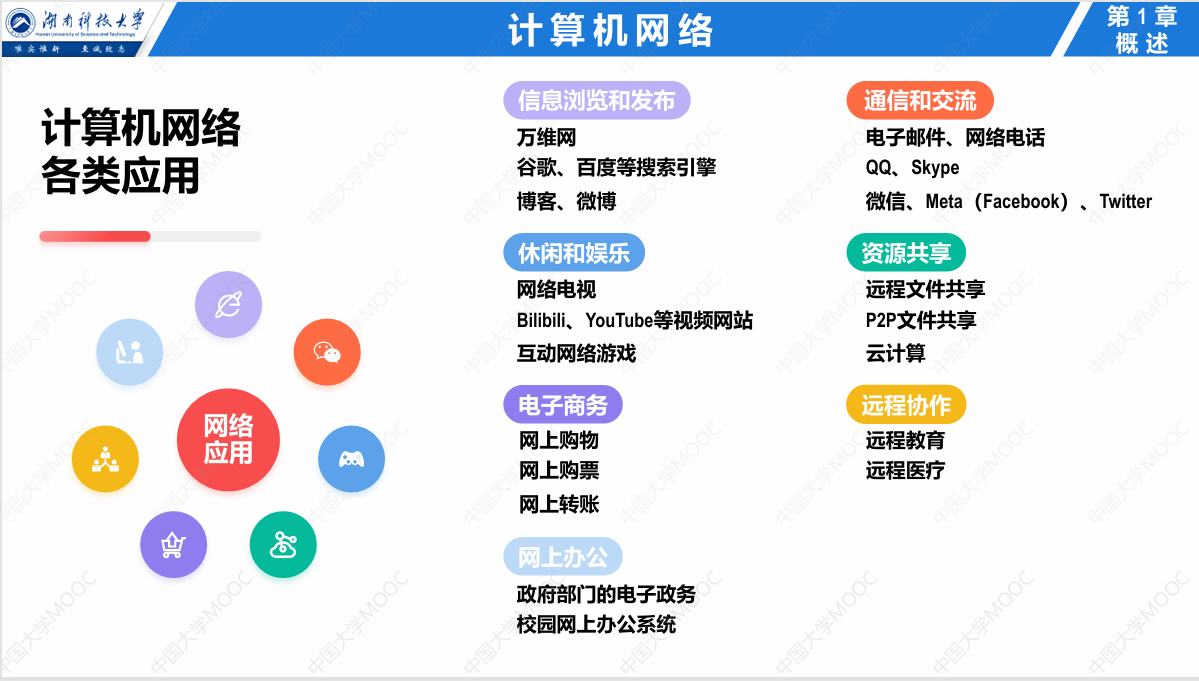 湖南科技大学
Hunan University of Science and Technology
唯实惟新 至诚致志
计算机网络
第1章
概述
计算机网络
各类应用
网络
应用
信息浏览和发布
万维网
谷歌、百度等搜索引擎
博客、微博
休闲和娱乐
网络电视
Bilibili、YouTube等视频网站
互动网络游戏
电子商务
网上购物
网上购票
网上转账
网上办公
政府部门的电子政务
校园网上办公系统
通信和交流
电子邮件、网络电话
QQ、Skype
微信、Meta（Facebook）、Twitter
资源共享
远程文件共享
P2P文件共享
云计算
远程协作
远程教育
远程医疗
中国大学MOOC